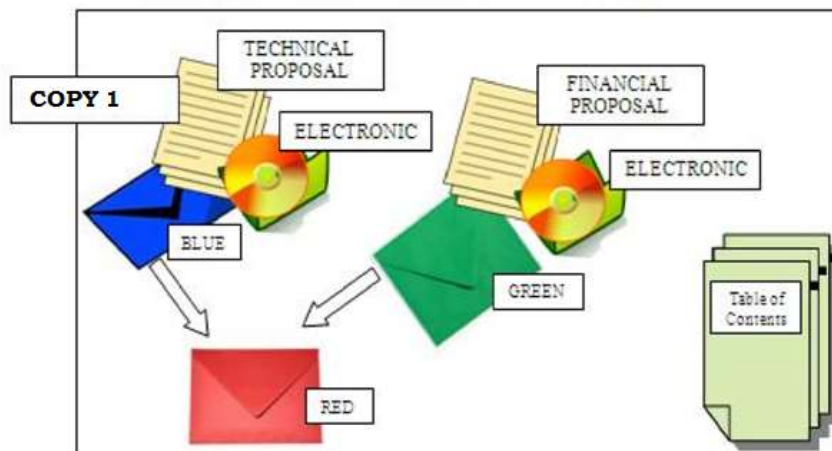 TECHNICAL
PROPOSAL
COPY 1
ELECTRONIC
BLUE
FINANCIAL
PROPOSAL
ELECTRONIC
GREEN
RED
Table of
Contents